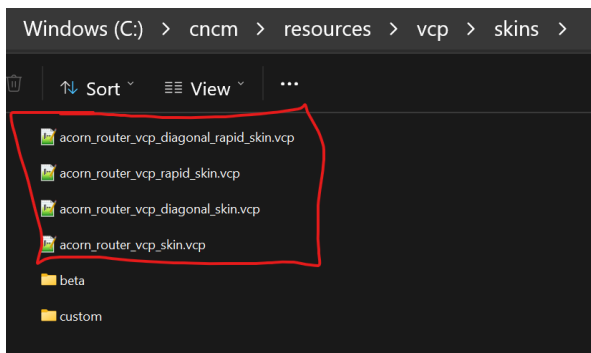 Windows (C:) > cncm > resources > vcp > skins >
Sort View ...
acorn_router_vcp_diagonal_rapid_skin.vcp
acorn_router_vcp_rapid_skin.vcp
acorn_router_vcp_diagonal_skin.vcp
acorn_router_vcp_skin.vcp
beta
custom